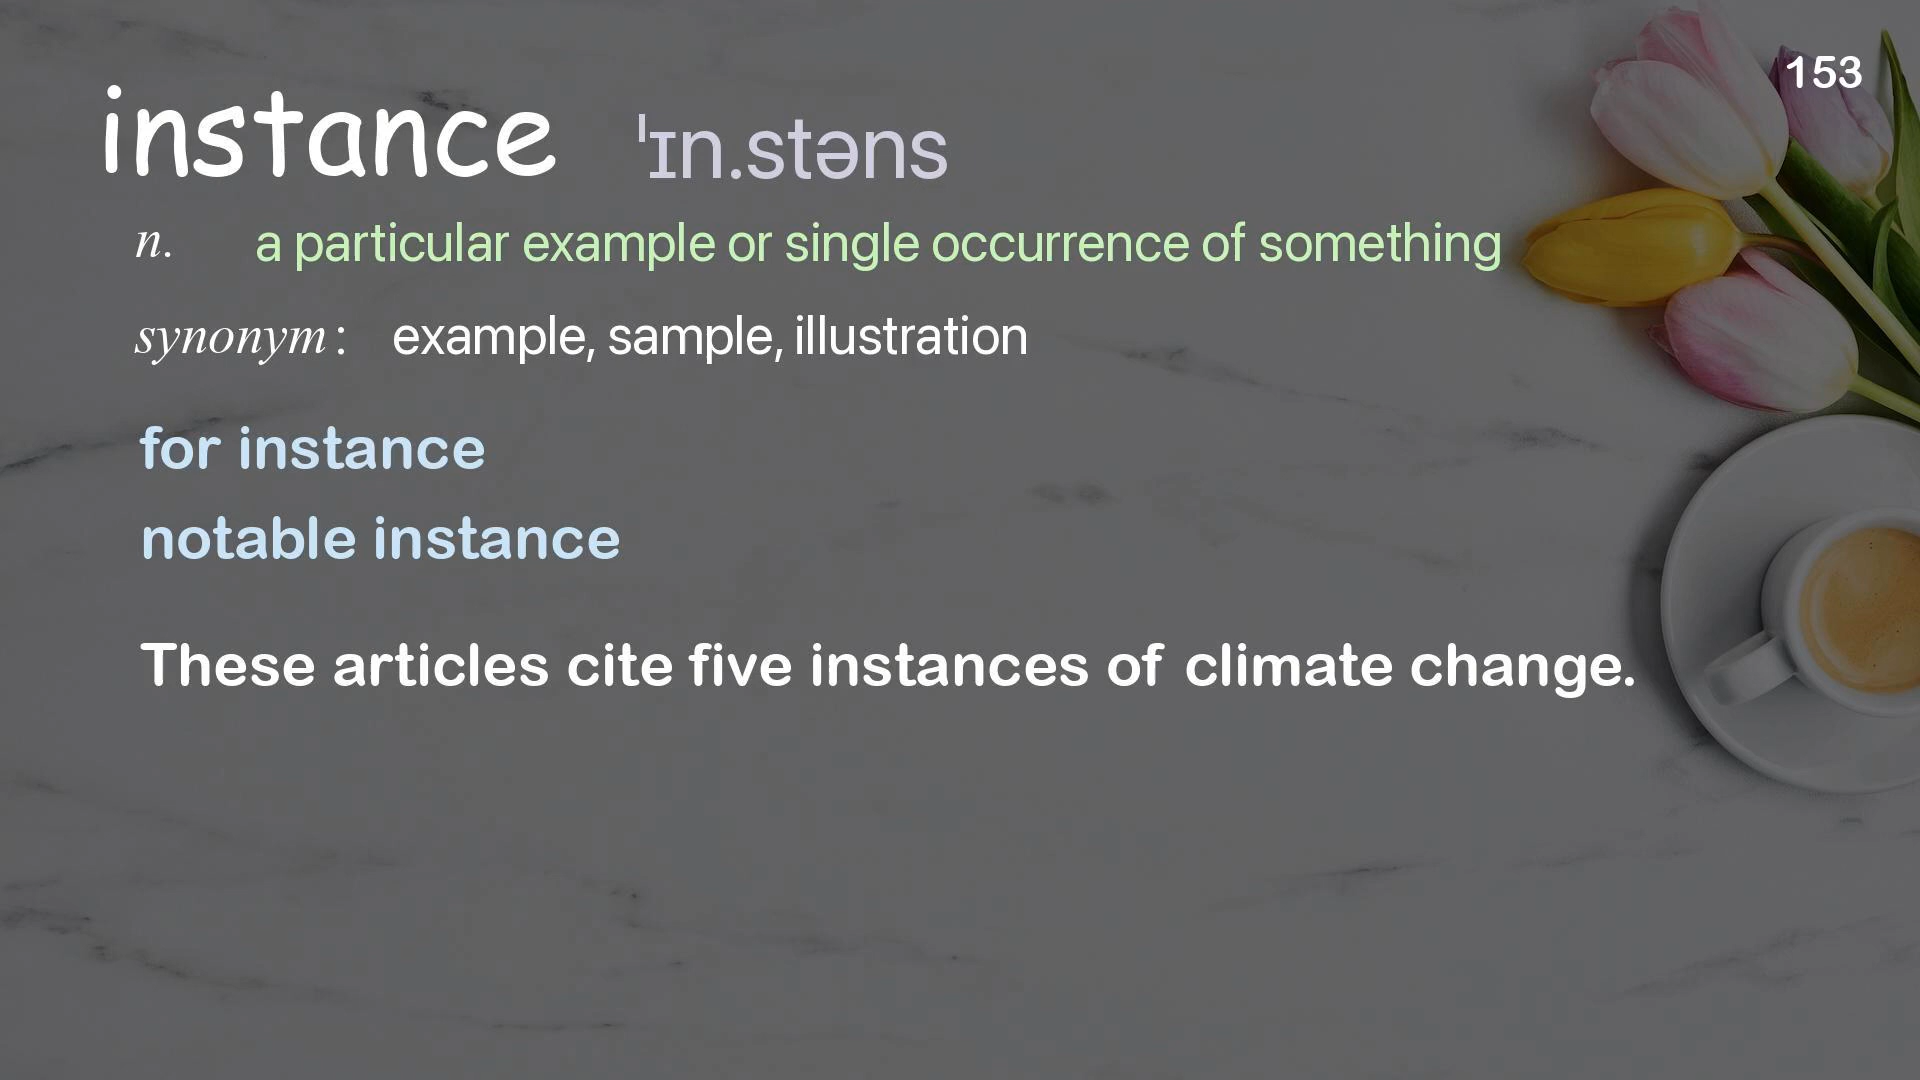 153
instance ˈɪn.stəns
n. a particular example or single occurrence of something
synonym : example, sample, illustration
for instance
notable instance
These articles cite five instances of climate change.